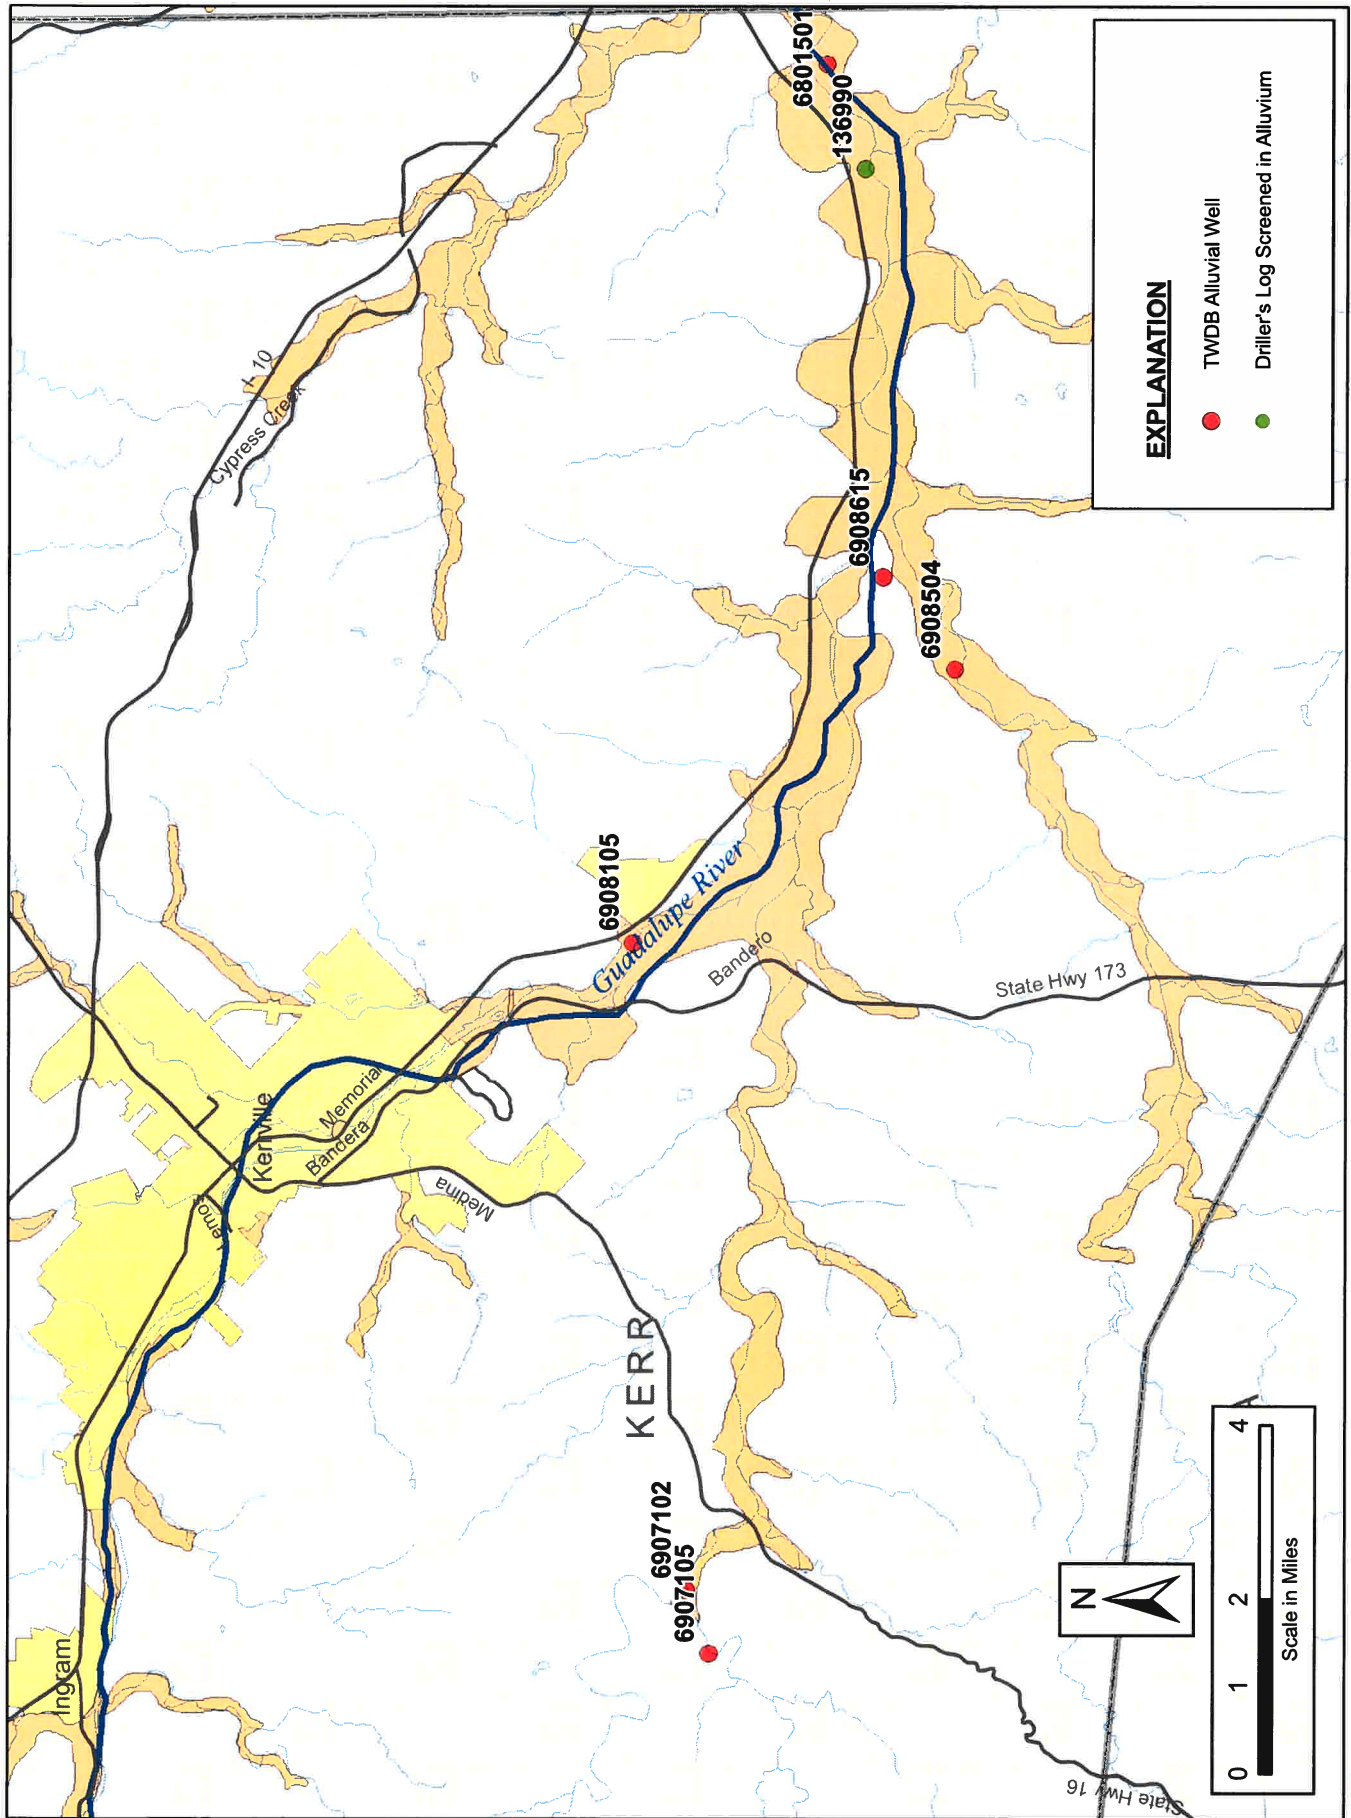 Ingram
Kerrville
Lemos
Memorial
Bandera
Medina
I- 10
Cypress Creek
6908105
Guadalupe River
Bandero
State Hwy 173
KERR
6907102
6907105
6908615
6908504
6801501
136990
State Hwy 16
A
N
0 1 2 4
Scale in Miles
EXPLANATION
TWDB Alluvial Well
Driller's Log Screened in Alluvium